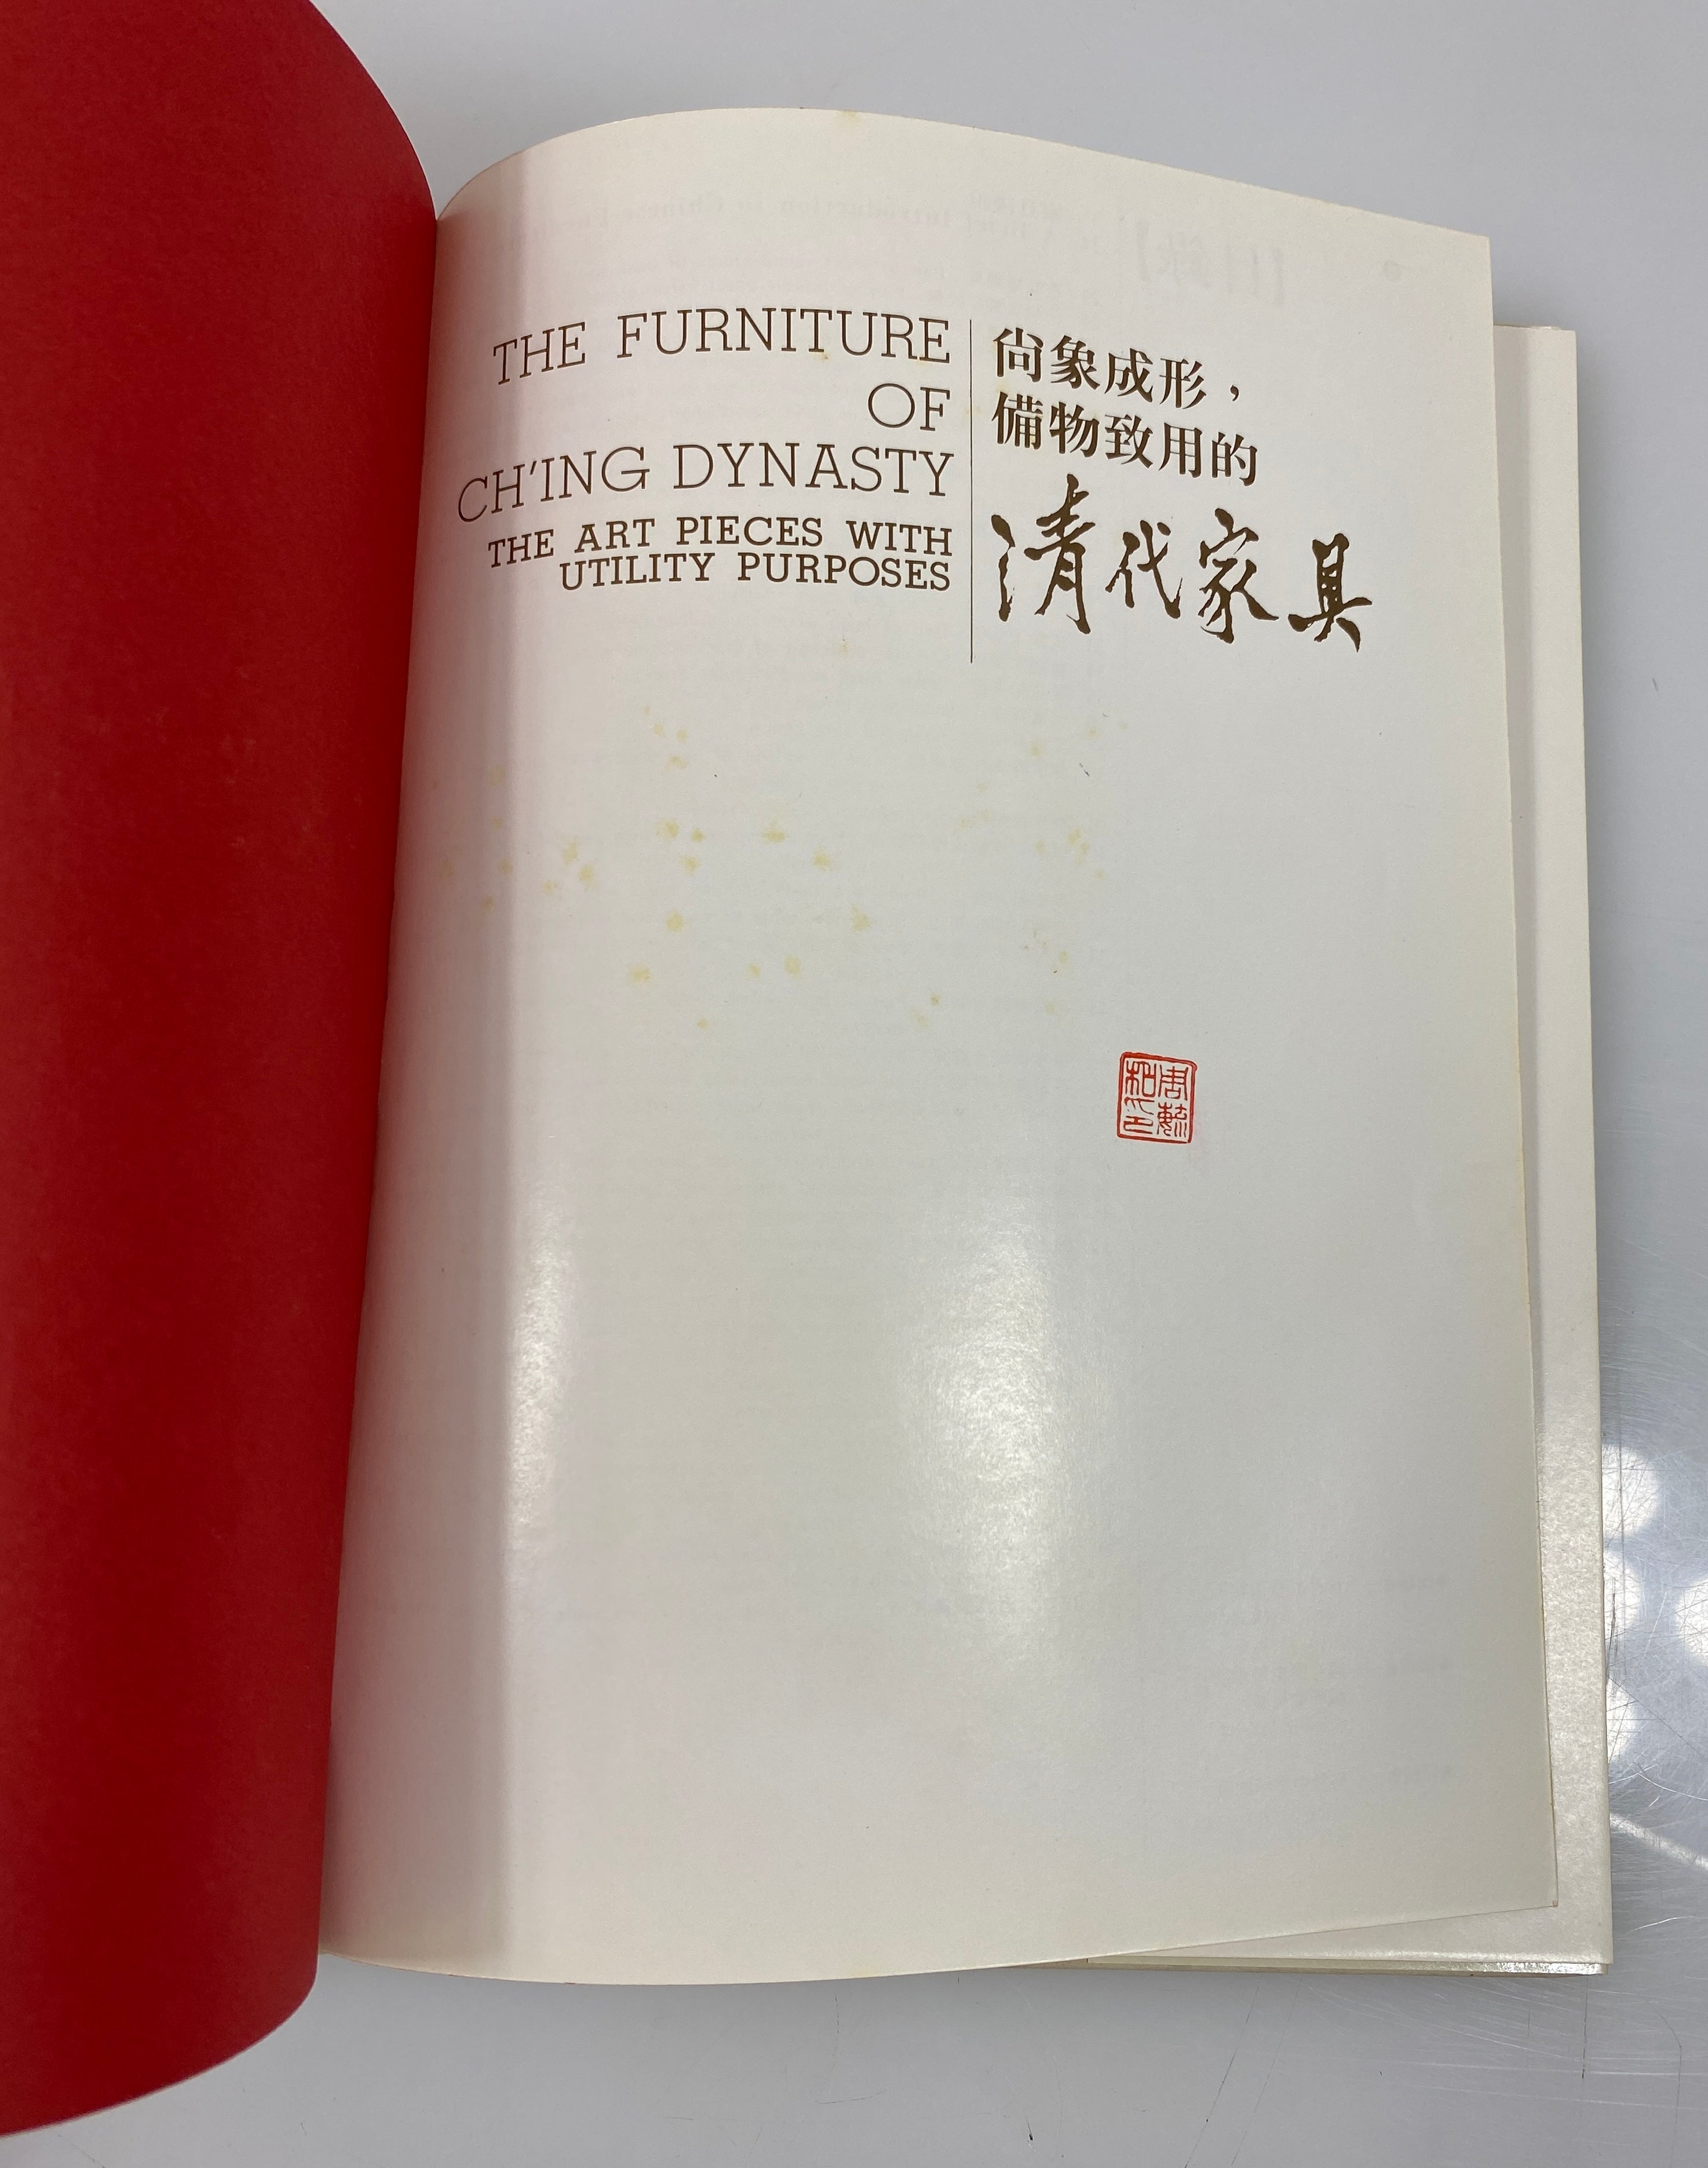 THE FURNITURE
OF
CH'ING DYNASTY
THE ART PIECES WITH
UTILITY PURPOSES
尙象成形，
備物致用的
清代家具